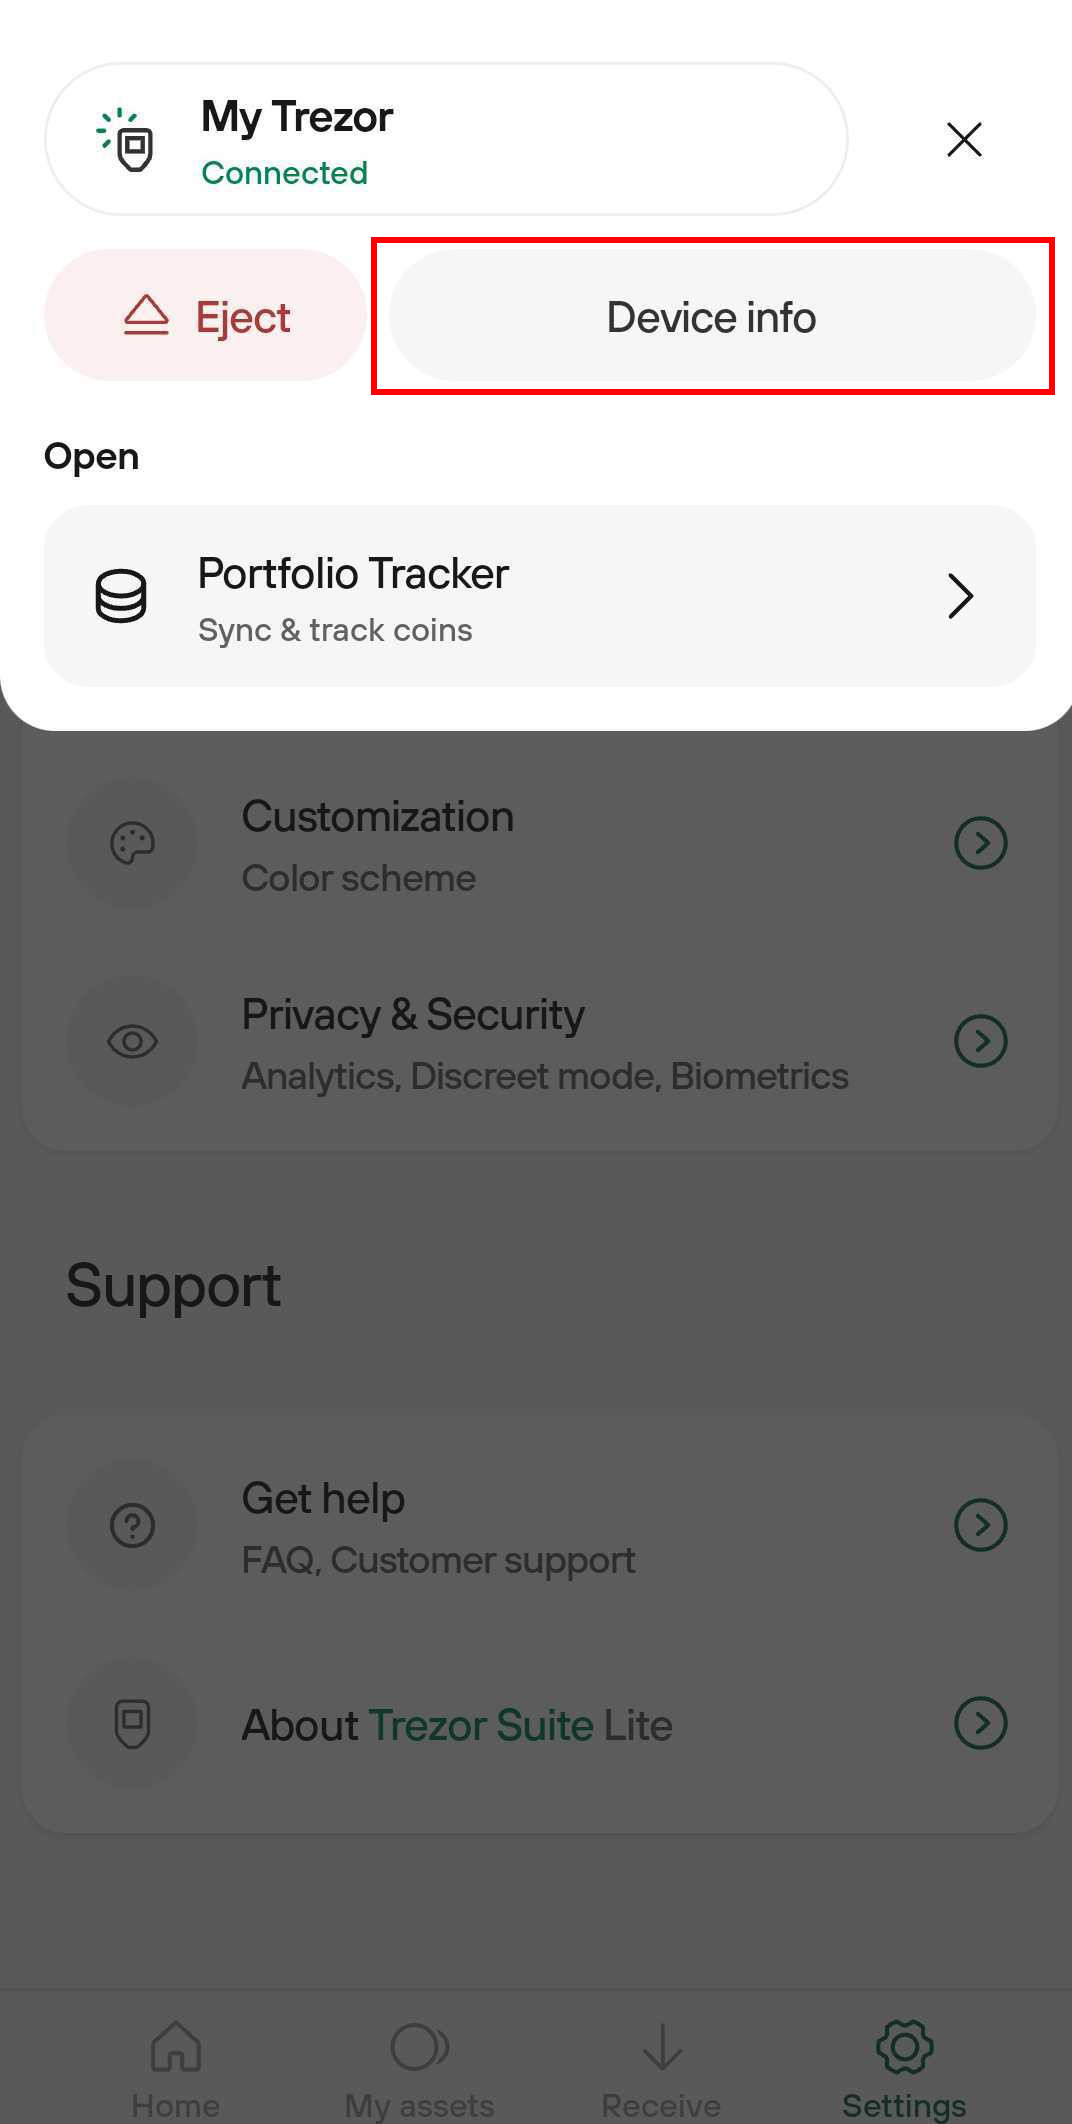 My Trezor
Connected
Eject
Device info
Open
Portfolio Tracker
Sync & track coins
Customization
Color scheme
Privacy & Security
Analytics, Discreet mode, Biometrics
Support
Get help
FAQ, Customer support
About Trezor Suite Lite
Home
My assets
Receive
Settings